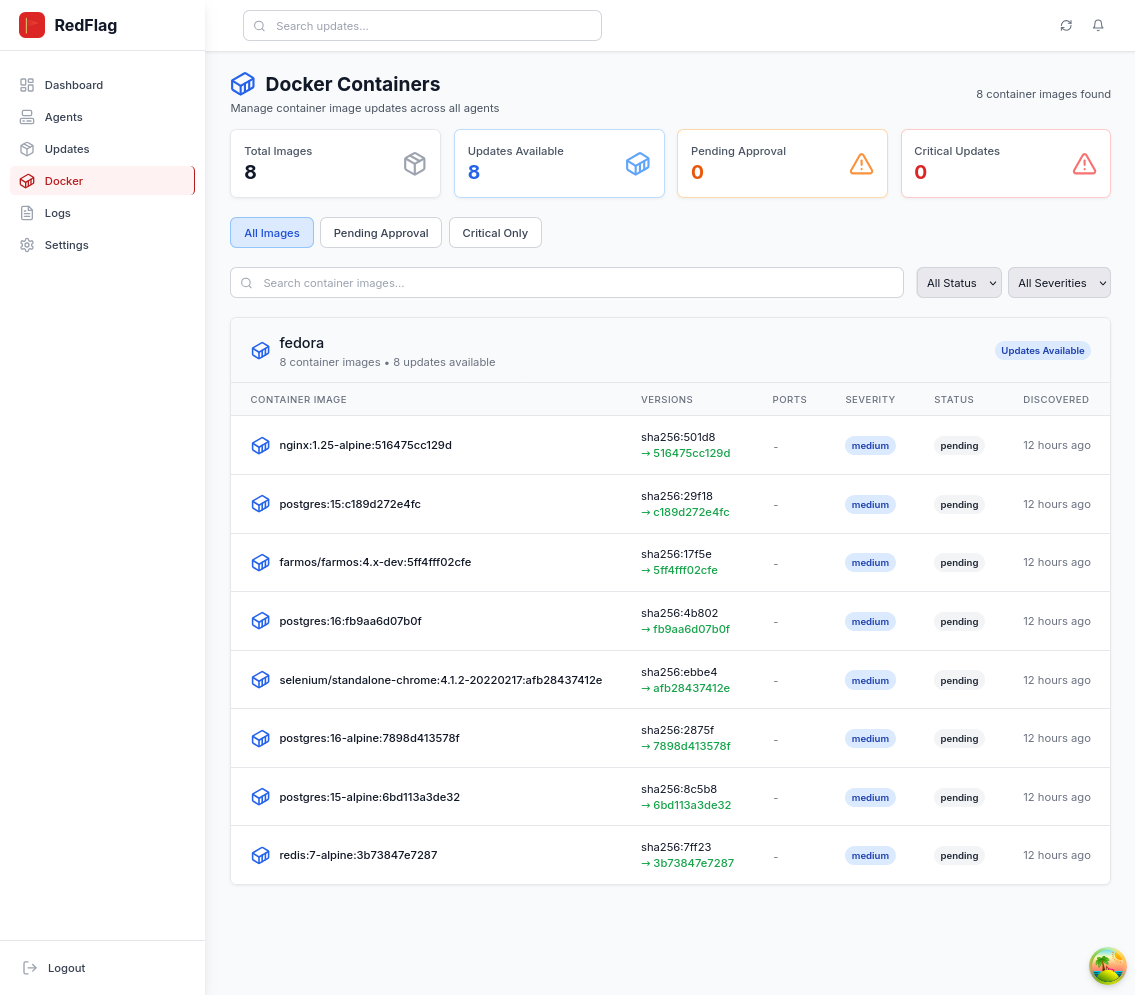 RedFlag
Search updates...
Dashboard
Agents
Updates
Docker
Logs
Settings
Logout
Docker Containers
Manage container image updates across all agents
8 container images found
Total Images
8
Updates Available
8
Pending Approval
0
Critical Updates
0
All Images
Pending Approval
Critical Only
Search container images...
All Status
All Severities
fedora
8 container images • 8 updates available
Updates Available
CONTAINER IMAGE VERSIONS PORTS SEVERITY STATUS DISCOVERED
nginx:1.25-alpine:516475cc129d
sha256:501d8
→ 516475cc129d
-
medium
pending
12 hours ago
postgres:15:c189d272e4fc
sha256:29f18
→ c189d272e4fc
-
medium
pending
12 hours ago
farmos/farmos:4.x-dev:5ff4fff02cfe
sha256:17f5e
→ 5ff4fff02cfe
-
medium
pending
12 hours ago
postgres:16:fb9aa6d07b0f
sha256:4b802
→ fb9aa6d07b0f
-
medium
pending
12 hours ago
selenium/standalone-chrome:4.1.2-20220217:afb28437412e
sha256:ebbe4
→ afb28437412e
-
medium
pending
12 hours ago
postgres:16-alpine:7898d413578f
sha256:2875f
→ 7898d413578f
-
medium
pending
12 hours ago
postgres:15-alpine:6bd113a3de32
sha256:8c5b8
→ 6bd113a3de32
-
medium
pending
12 hours ago
redis:7-alpine:3b73847e7287
sha256:7ff23
→ 3b73847e7287
-
medium
pending
12 hours ago